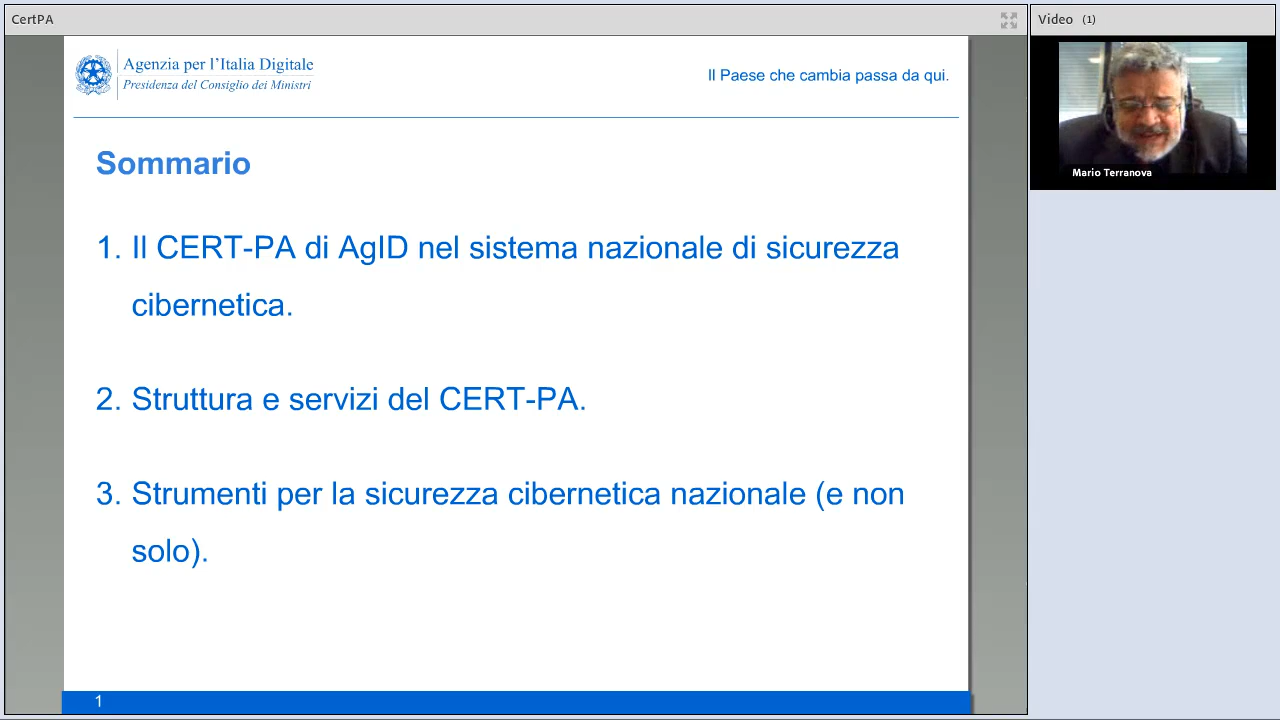 CertPA
Video (1)
Agenzia per l'Italia Digitale
Presidenza del Consiglio dei Ministri
Il Paese che cambia passa da qui.
Mario Terranova
Sommario
1. Il CERT-PA di AgID nel sistema nazionale di sicurezza
cibernetica.
2. Struttura e servizi del CERT-PA.
3. Strumenti per la sicurezza cibernetica nazionale (e non
solo).
1